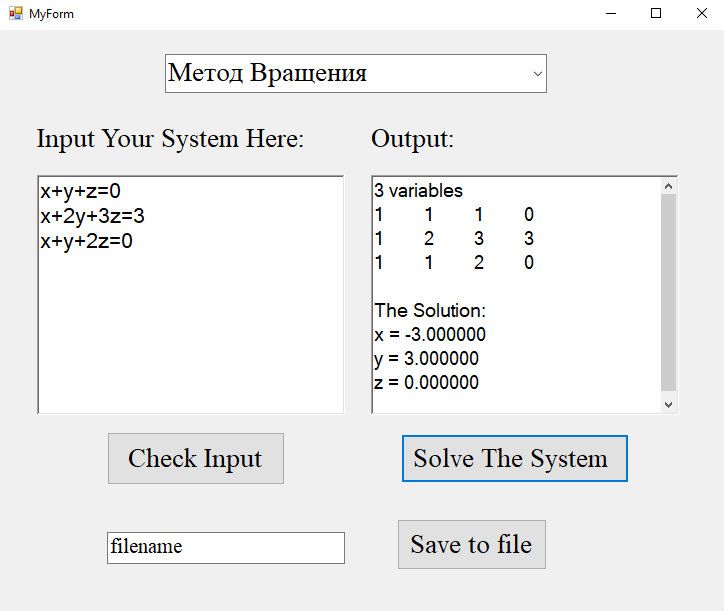 MyForm
Метод Вращения
Input Your System Here:
Output:
x+y+z=0
x+2y+3z=3
x+y+2z=0
3 variables
1 1 1 0
1 2 3 3
1 1 2 0
The Solution:
x = -3.000000
y = 3.000000
z = 0.000000
Check Input
Solve The System
filename
Save to file